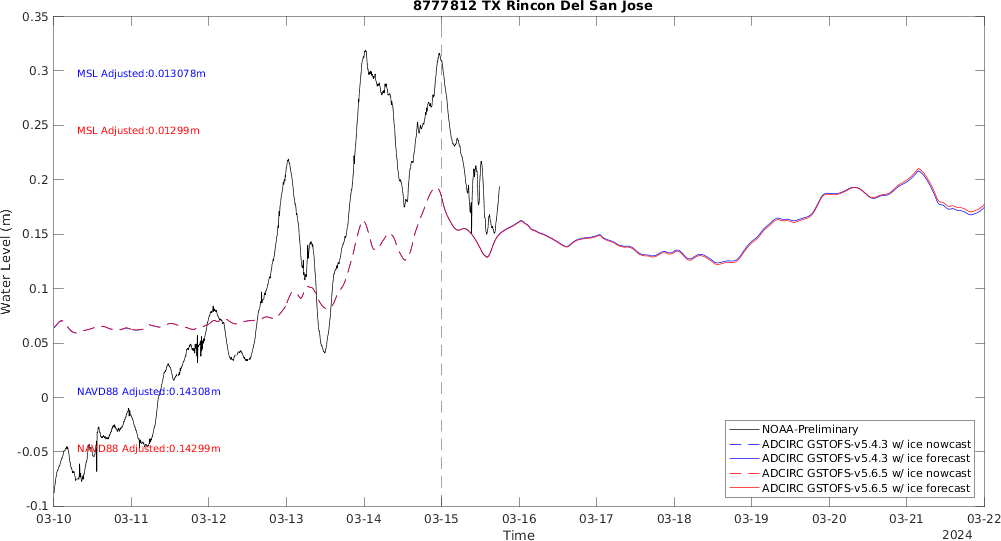 8777812 TX Rincon Del San Jose
0.35
0.3
0.25
0.2
0.15
0.1
0.05
0
-0.05
-0.1
Water Level (m)
MSL Adjusted:0.013078m
MSL Adjusted:0.01299m
NAVD88 Adjusted:0.14308m
NAVD88 Adjusted:0.14299m
NOAA-Preliminary
ADCIRC GSTOFS-v5.4.3 w/ ice nowcast
ADCIRC GSTOFS-v5.4.3 w/ ice forecast
ADCIRC GSTOFS-v5.6.5 w/ ice nowcast
ADCIRC GSTOFS-v5.6.5 w/ ice forecast
03-10 03-11 03-12 03-13 03-14 03-15 03-16 03-17 03-18 03-19 03-20 03-21 03-22
Time
2024